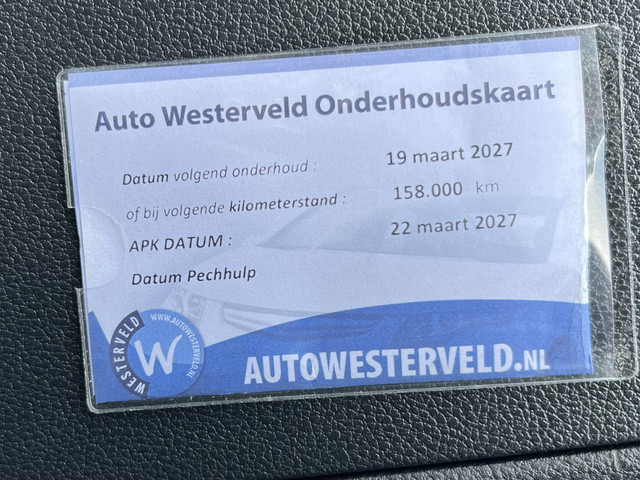 Auto Westerveld Onderhoudskaart
Datum volgend onderhoud : 19 maart 2027
of bij volgende kilometerstand : 158.000 km
APK DATUM : 22 maart 2027
Datum Pechhulp
WESTERVELD
WWW.AUTOWESTERVELD.NL
W
AUTOWESTERVELD.NL